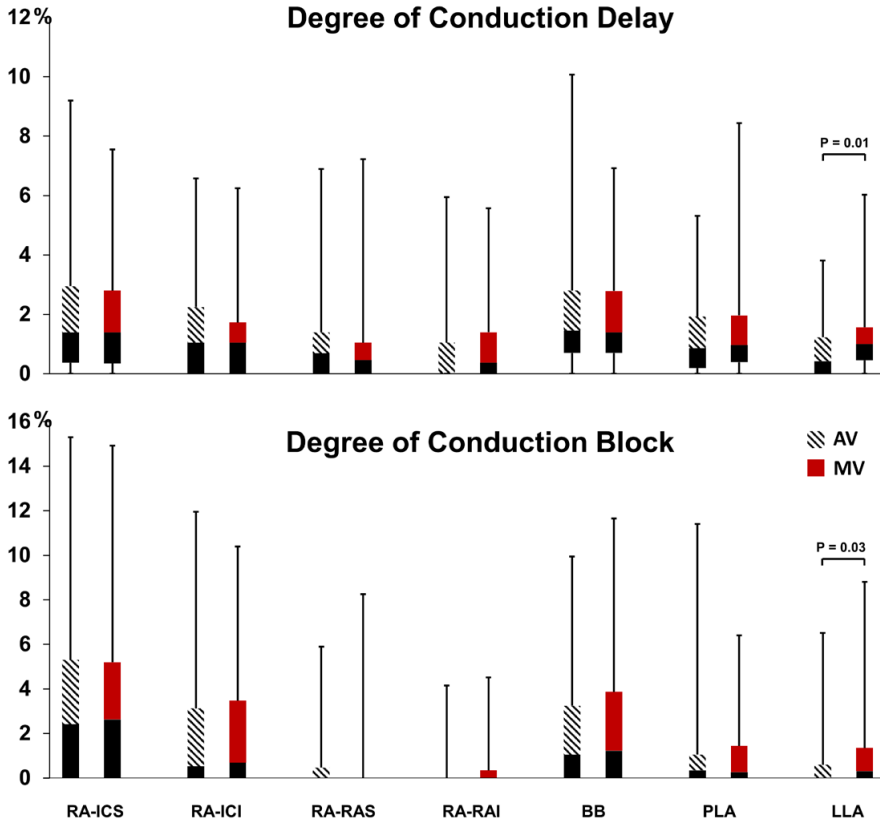 Degree of Conduction Delay
12%
10
8
6
4
2
0
P = 0.01
Degree of Conduction Block
16%
14
12
10
8
6
4
2
0
AV
MV
P = 0.03
RA-ICS RA-ICI RA-RAS RA-RAI BB PLA LLA